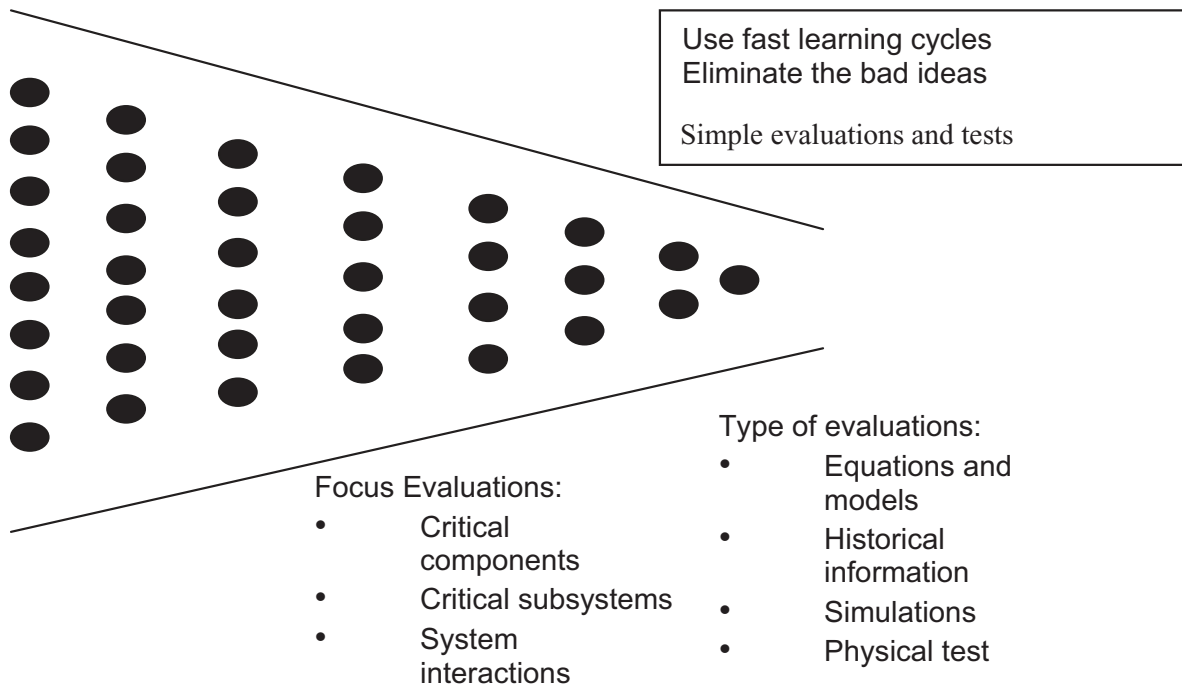 Use fast learning cycles
Eliminate the bad ideas
Simple evaluations and tests
Focus Evaluations:
• Critical
components
• Critical subsystems
• System
interactions
Type of evaluations:
• Equations and
models
• Historical
information
• Simulations
• Physical test